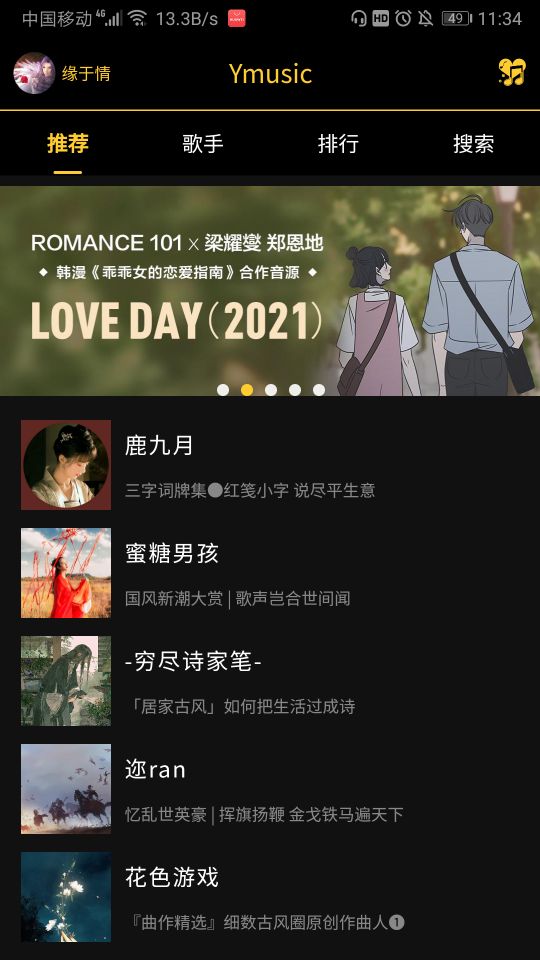 中国移动 4G 13.3B/s HUAWEI HD 49 11:34
缘于情 Ymusic
推荐 歌手 排行 搜索
ROMANCE 101 x 梁耀燮 郑恩地
◆ 韩漫《乖乖女的恋爱指南》合作音源 ◆
LOVE DAY(2021)
鹿九月
三字词牌集●红笺小字 说尽平生意
蜜糖男孩
国风新潮大赏 | 歌声岂合世间闻
-穷尽诗家笔-
「居家古风」如何把生活过成诗
迩ran
忆乱世英豪 | 挥旗扬鞭 金戈铁马遍天下
花色游戏
『曲作精选』细数古风圈原创作曲人❶